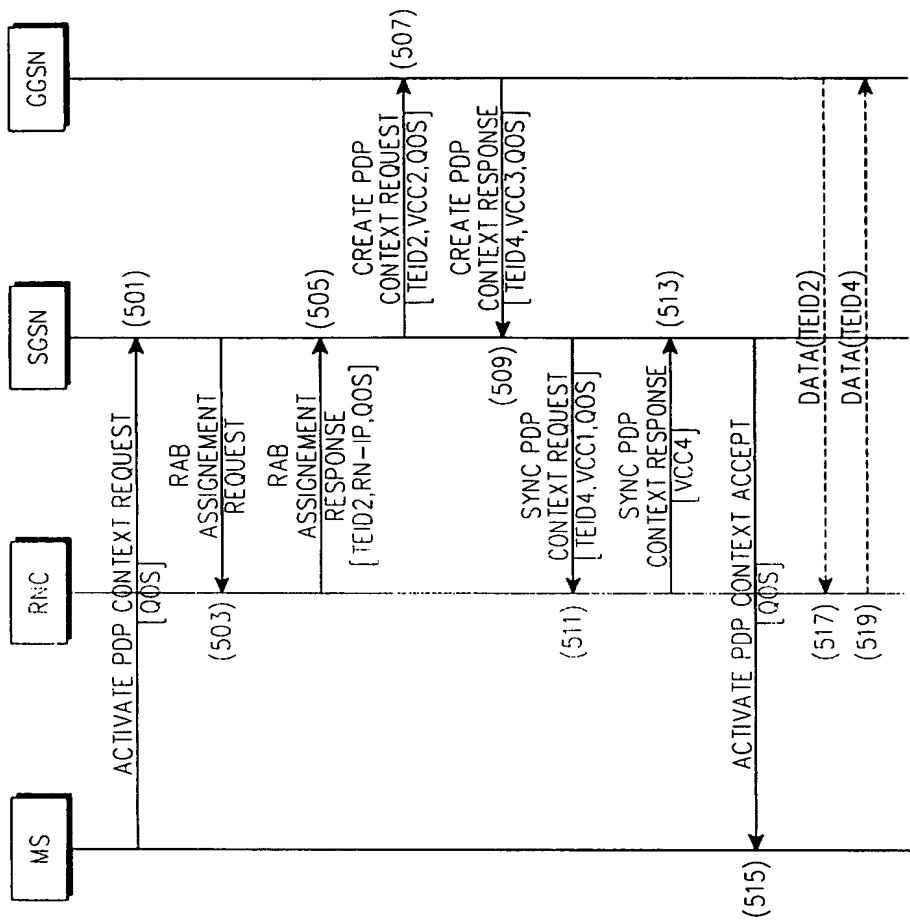 MS
RNC
SGSN
GGSN
ACTIVATE PDP CONTEXT REQUEST
[QOS]
(501)
RAB
ASSIGNEMENT
REQUEST
(503)
RAB
ASSIGNEMENT
RESPONSE
[TEID2,RN-IP,QOS]
(505)
CREATE PDP
CONTEXT REQUEST
[TEID2,VCC2,QOS]
(507)
CREATE PDP
CONTEXT RESPONSE
[TEID4,VCC3,QOS]
(509)
SYNC PDP
CONTEXT REQUEST
[TEID4,VCC1,QOS]
(511)
SYNC PDP
CONTEXT RESPONSE
[VCC4]
(513)
ACTIVATE PDP CONTEXT ACCEPT
[QOS]
(515)
DATA(TEID2)
(517)
DATA(TEID4)
(519)